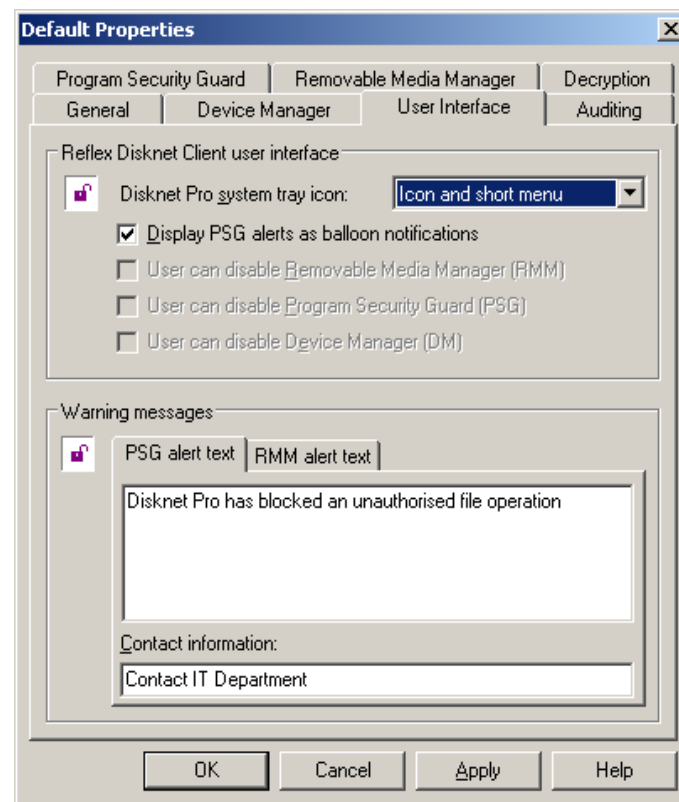 Default Properties
Program Security Guard Removable Media Manager Decryption
General Device Manager User Interface Auditing
Reflex Disknet Client user interface
Disknet Pro system tray icon: Icon and short menu
Display PSG alerts as balloon notifications
User can disable Removable Media Manager (RMM)
User can disable Program Security Guard (PSG)
User can disable Device Manager (DM)
Warning messages
PSG alert text RMM alert text
Disknet Pro has blocked an unauthorised file operation
Contact information:
Contact IT Department
OK Cancel Apply Help